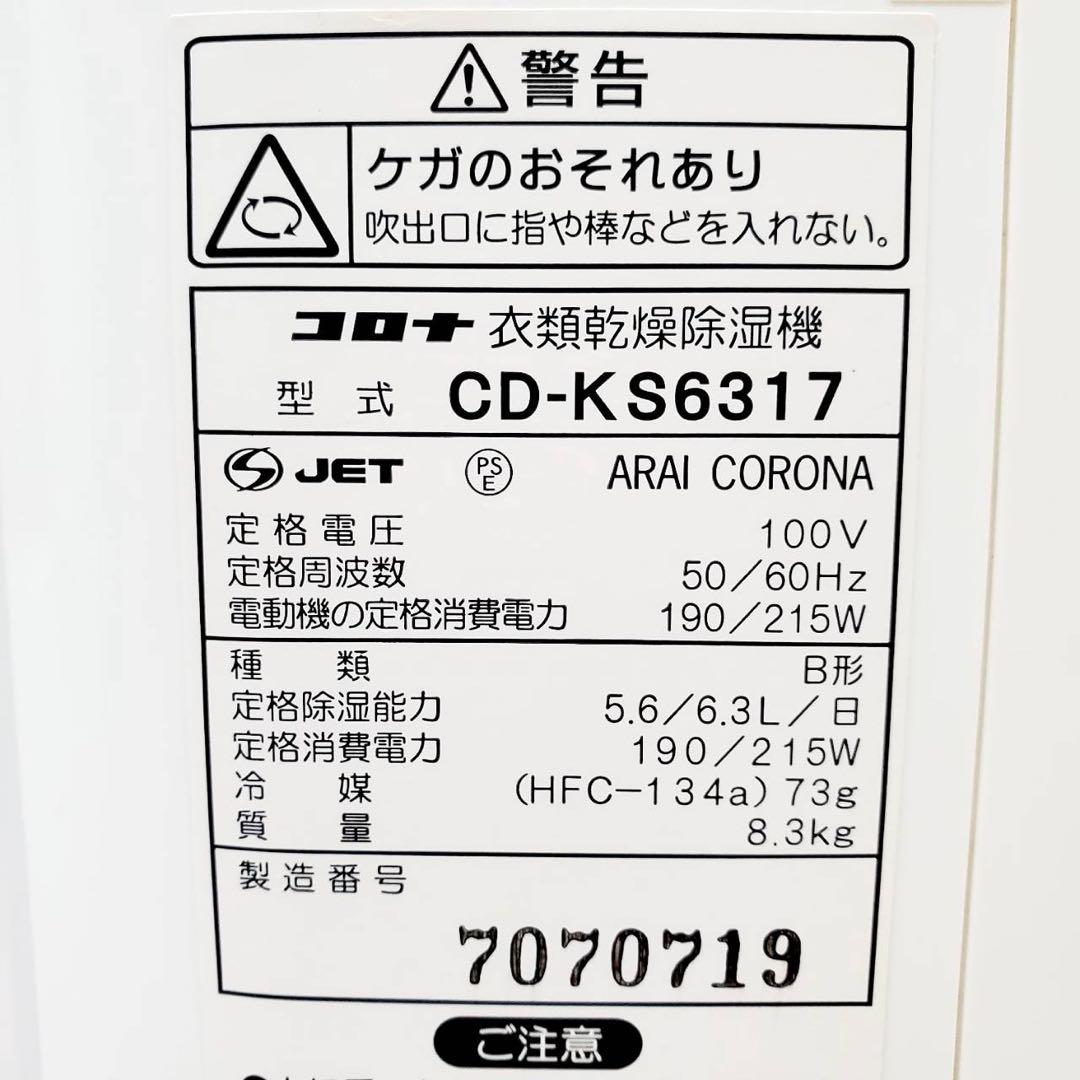 警告
ケガのおそれあり
吹出口に指や棒などを入れない。
コロナ 衣類乾燥除湿機
型式 CD-KS6317
S JET PSE ARAI CORONA
定格電圧 100V
定格周波数 50/60Hz
電動機の定格消費電力 190/215W
種類 B形
定格除湿能力 5.6/6.3L/日
定格消費電力 190/215W
冷媒 (HFC-134a)73g
質量 8.3kg
製造番号
7070719
ご注意